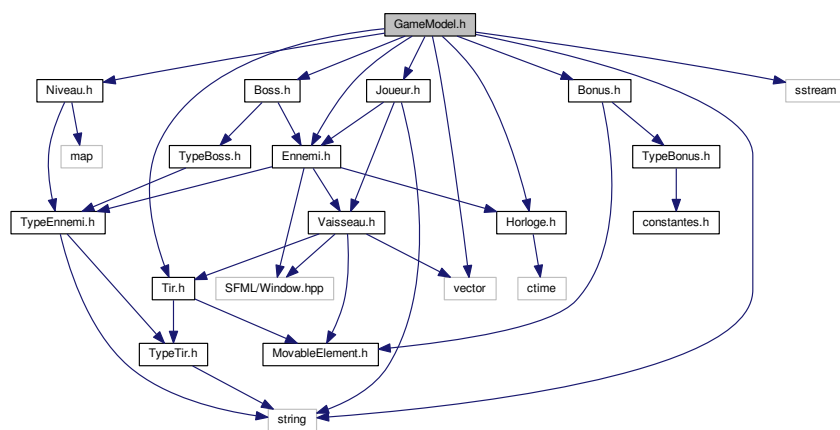 GameModel.h
Niveau.h
Boss.h
Joueur.h
Bonus.h
sstream
map
TypeBoss.h
Ennemi.h
TypeBonus.h
TypeEnnemi.h
Vaisseau.h
Horloge.h
constantes.h
Tir.h
SFML/Window.hpp
vector
ctime
TypeTir.h
MovableElement.h
string